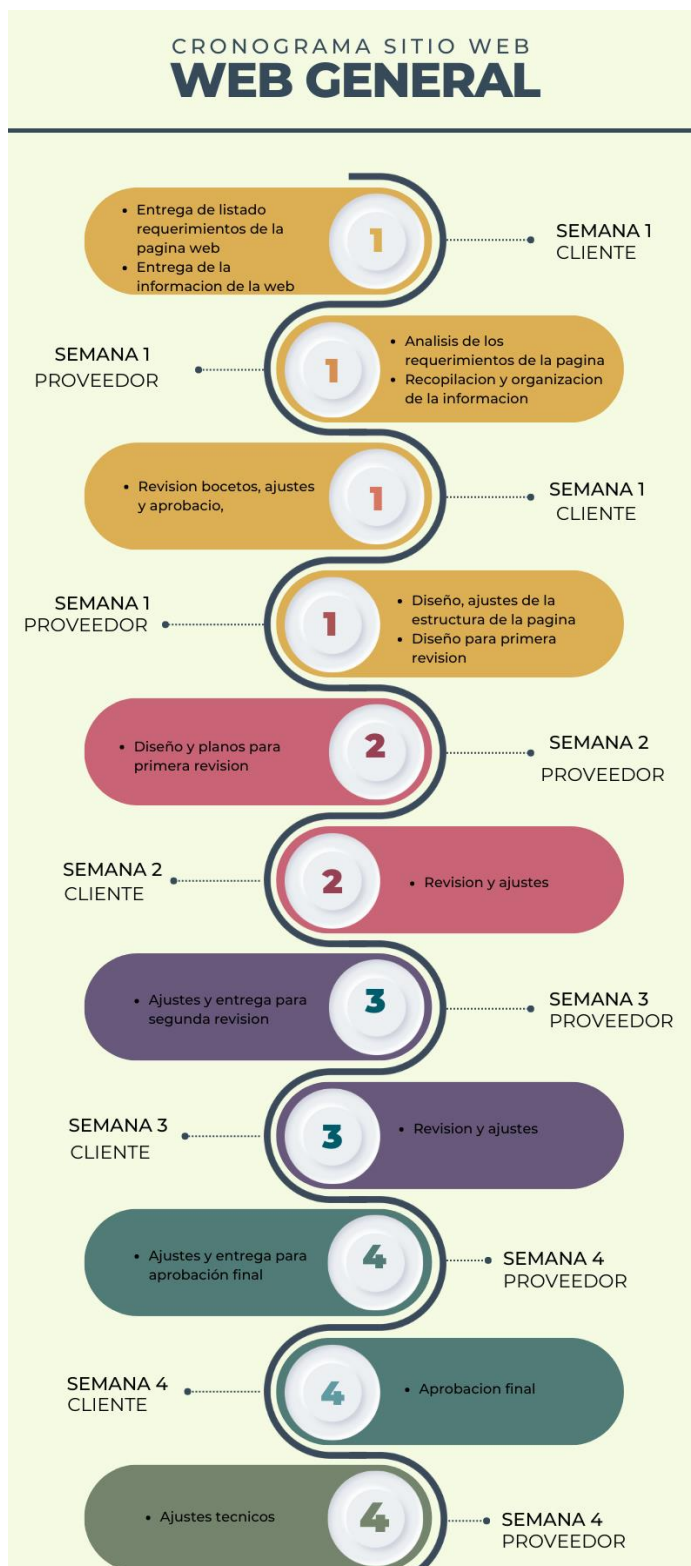 CRONOGRAMA SITIO WEB
WEB GENERAL
• Entrega de listado
requerimientos de la
pagina web
• Entrega de la
informacion de la web
1
SEMANA 1
CLIENTE
SEMANA 1
PROVEEDOR
1
• Analisis de los
requerimientos de la pagina
• Recopilacion y organizacion
de la informacion
• Revision bocetos, ajustes
y aprobacio,
1
SEMANA 1
CLIENTE
SEMANA 1
PROVEEDOR
1
• Diseño, ajustes de la
estructura de la pagina
• Diseño para primera
revision
• Diseño y planos para
primera revision
2
SEMANA 2
PROVEEDOR
SEMANA 2
CLIENTE
2
• Revision y ajustes
• Ajustes y entrega para
segunda revision
3
SEMANA 3
PROVEEDOR
SEMANA 3
CLIENTE
3
• Revision y ajustes
• Ajustes y entrega para
aprobación final
4
SEMANA 4
PROVEEDOR
SEMANA 4
CLIENTE
4
• Aprobacion final
• Ajustes tecnicos
4
SEMANA 4
PROVEEDOR